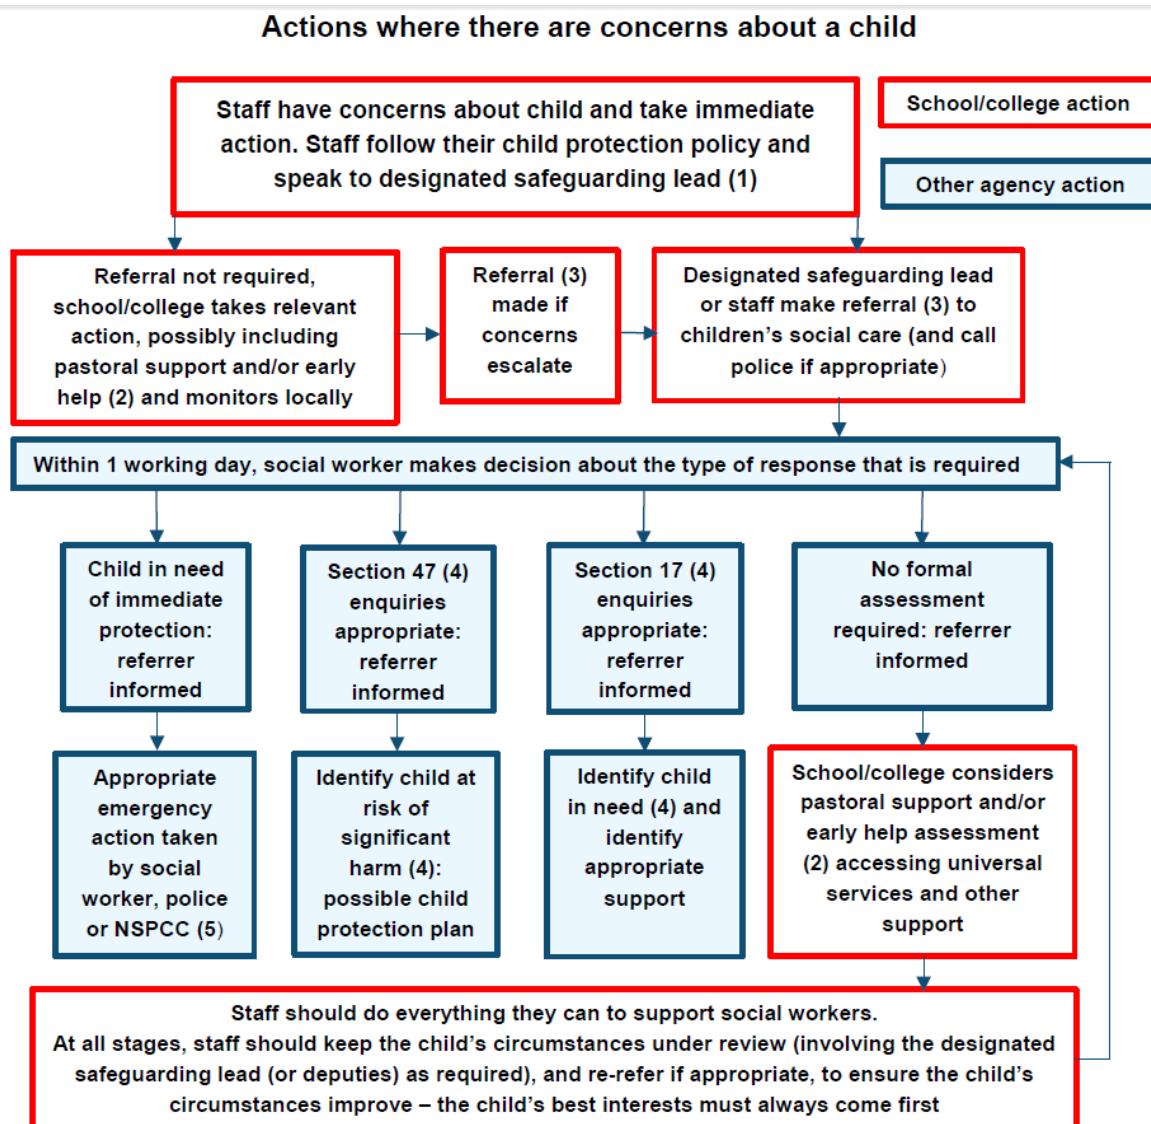 Actions where there are concerns about a child
Staff have concerns about child and take immediate
action. Staff follow their child protection policy and
speak to designated safeguarding lead (1)
School/college action
Other agency action
Referral not required,
school/college takes relevant
action, possibly including
pastoral support and/or early
help (2) and monitors locally
Referral (3)
made if
concerns
escalate
Designated safeguarding lead
or staff make referral (3) to
children’s social care (and call
police if appropriate)
Within 1 working day, social worker makes decision about the type of response that is required
Child in need
of immediate
protection:
referrer
informed
Section 47 (4)
enquiries
appropriate:
referrer
informed
Section 17 (4)
enquiries
appropriate:
referrer
informed
No formal
assessment
required: referrer
informed
Appropriate
emergency
action taken
by social
worker, police
or NSPCC (5)
Identify child at
risk of
significant
harm (4):
possible child
protection plan
Identify child
in need (4) and
identify
appropriate
support
School/college considers
pastoral support and/or
early help assessment
(2) accessing universal
services and other
support
Staff should do everything they can to support social workers.
At all stages, staff should keep the child’s circumstances under review (involving the designated
safeguarding lead (or deputies) as required), and re-refer if appropriate, to ensure the child’s
circumstances improve – the child’s best interests must always come first